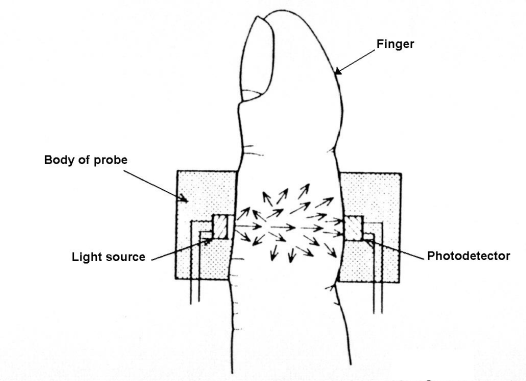 Finger
Body of probe
Light source
Photodetector